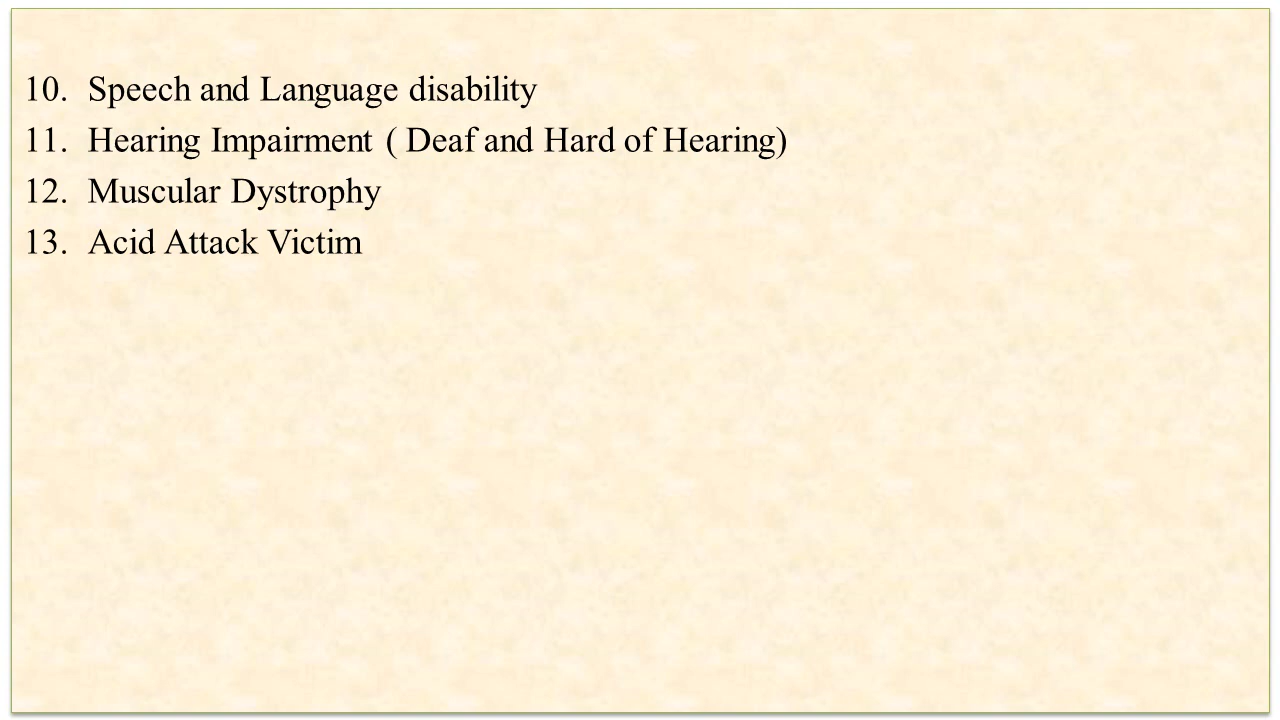 10. Speech and Language disability
11. Hearing Impairment ( Deaf and Hard of Hearing)
12. Muscular Dystrophy
13. Acid Attack Victim